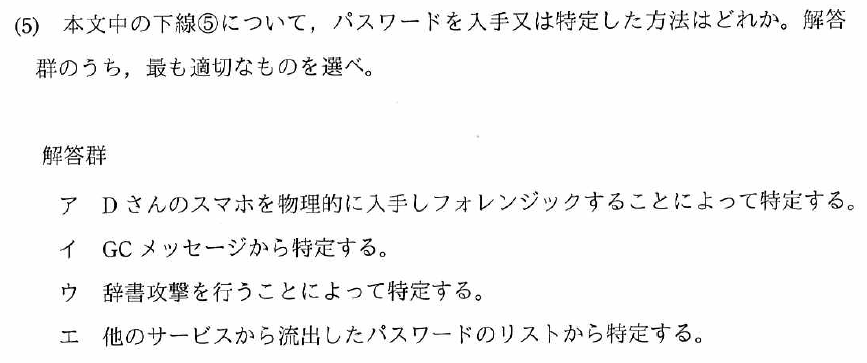 (5) 本文中の下線⑤について，パスワードを入手又は特定した方法はどれか。解答
群のうち，最も適切なものを選べ。
解答群
ア D さんのスマホを物理的に入手しフォレンジックすることによって特定する。
イ GC メッセージから特定する。
ウ 辞書攻撃を行うことによって特定する。
エ 他のサービスから流出したパスワードのリストから特定する。